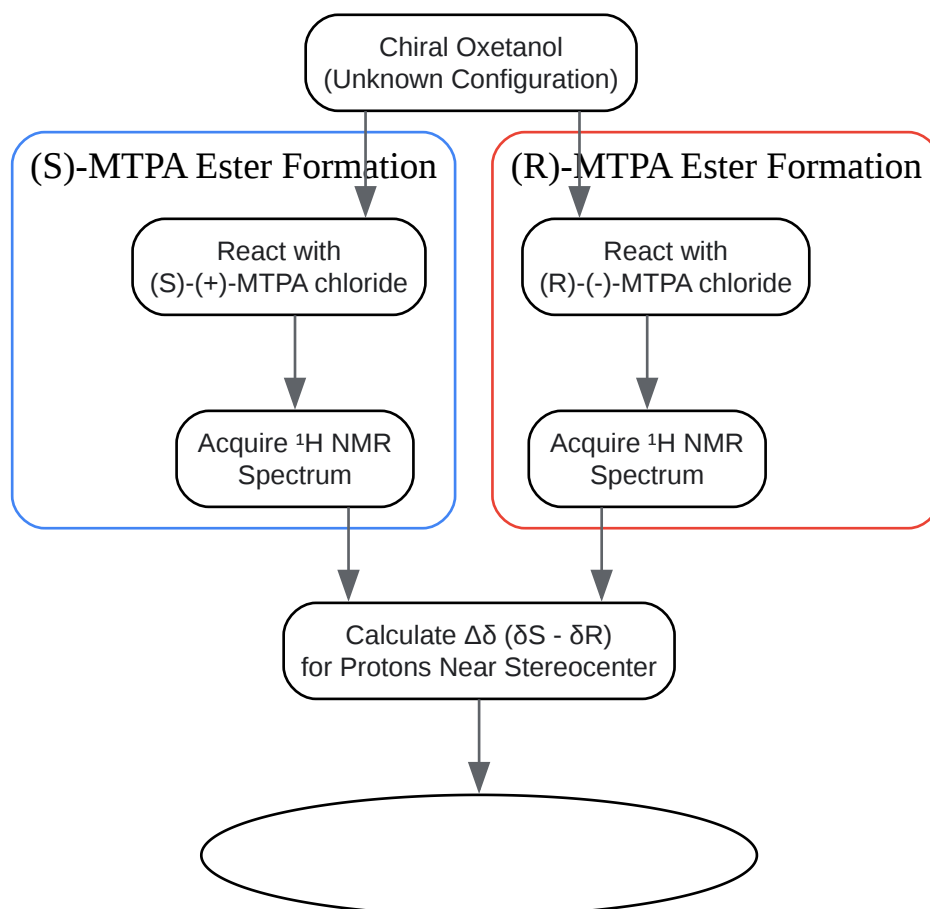 Chiral Oxetanol
(Unknown Configuration)
(S)-MTPA Ester Formation
(R)-MTPA Ester Formation
React with
(S)-(+)-MTPA chloride
React with
(R)-(-)-MTPA chloride
Acquire ¹H NMR
Spectrum
Acquire ¹H NMR
Spectrum
Calculate Δδ (δS - δR)
for Protons Near Stereocenter